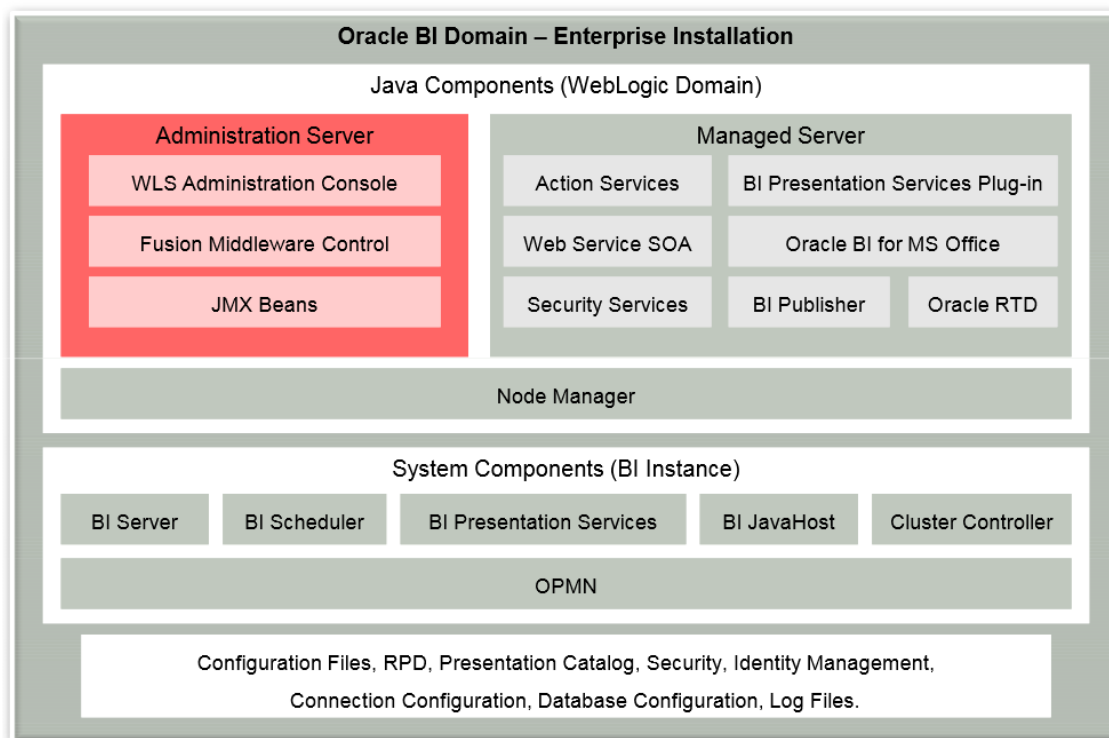 Oracle BI Domain – Enterprise Installation
Java Components (WebLogic Domain)
Administration Server
WLS Administration Console
Fusion Middleware Control
JMX Beans
Managed Server
Action Services
BI Presentation Services Plug-in
Web Service SOA
Oracle BI for MS Office
Security Services
BI Publisher
Oracle RTD
Node Manager
System Components (BI Instance)
BI Server
BI Scheduler
BI Presentation Services
BI JavaHost
Cluster Controller
OPMN
Configuration Files, RPD, Presentation Catalog, Security, Identity Management,
Connection Configuration, Database Configuration, Log Files.